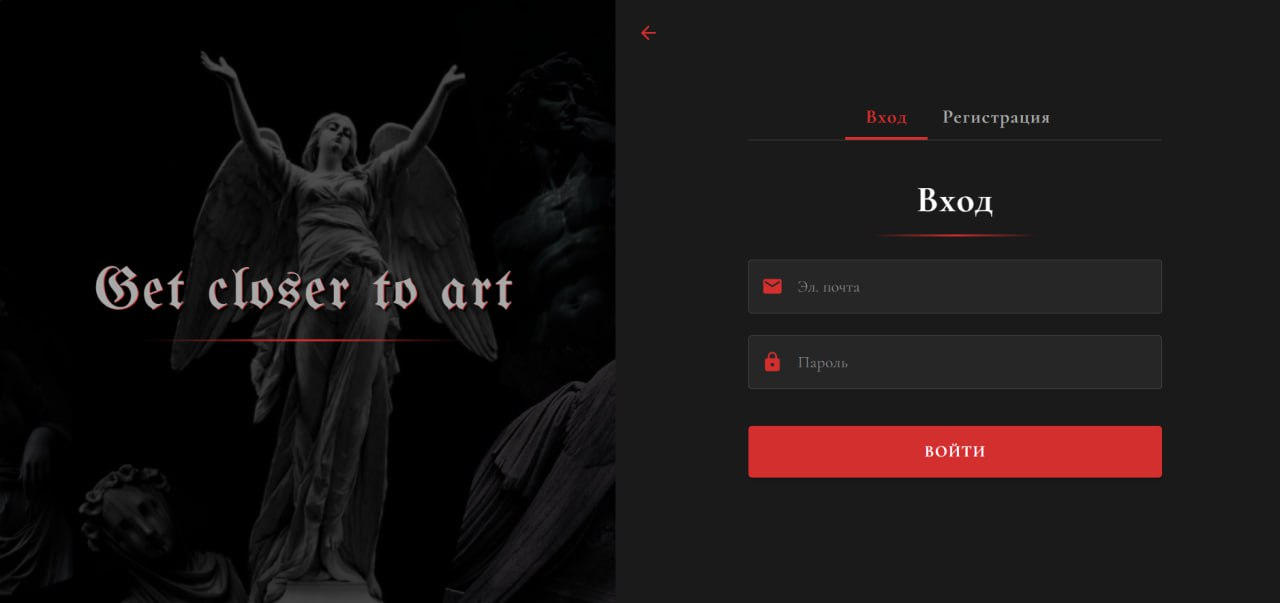 Get closer to art
Вход Регистрация
Вход
Эл. почта
Пароль
ВОЙТИ